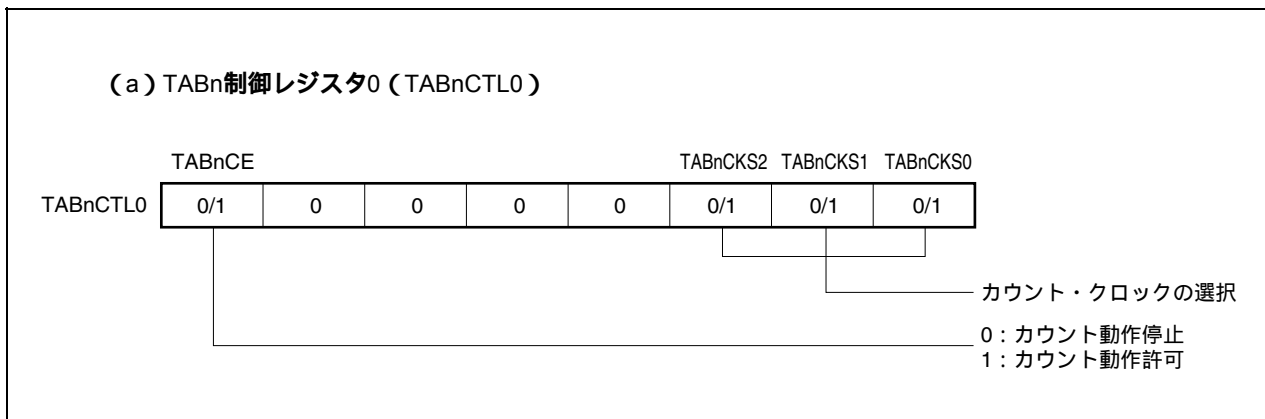 (a)TABn制御レジスタ0(TABnCTL0)
TABnCE TABnCKS2 TABnCKS1 TABnCKS0
TABnCTL0 0/1 0 0 0 0 0/1 0/1 0/1
カウント・クロックの選択
0:カウント動作停止
1:カウント動作許可